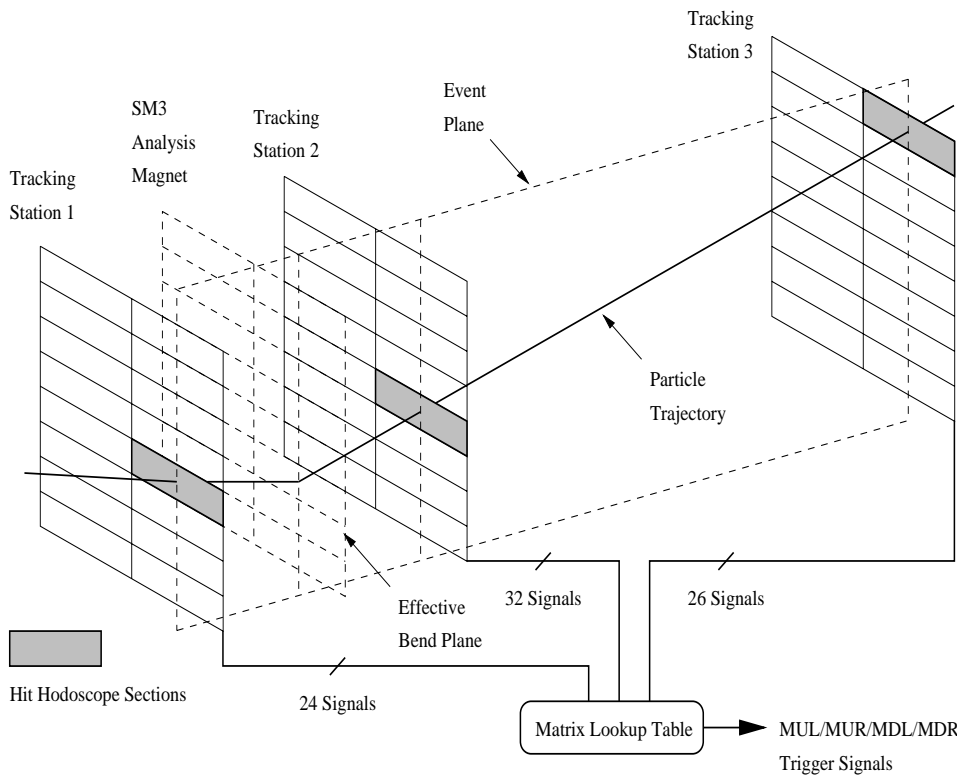 Tracking
Station 3
Event
Plane
SM3
Analysis
Magnet
Tracking
Station 2
Tracking
Station 1
Particle
Trajectory
Effective
Bend Plane
32 Signals
26 Signals
Hit Hodoscope Sections
24 Signals
Matrix Lookup Table
MUL/MUR/MDL/MDR
Trigger Signals